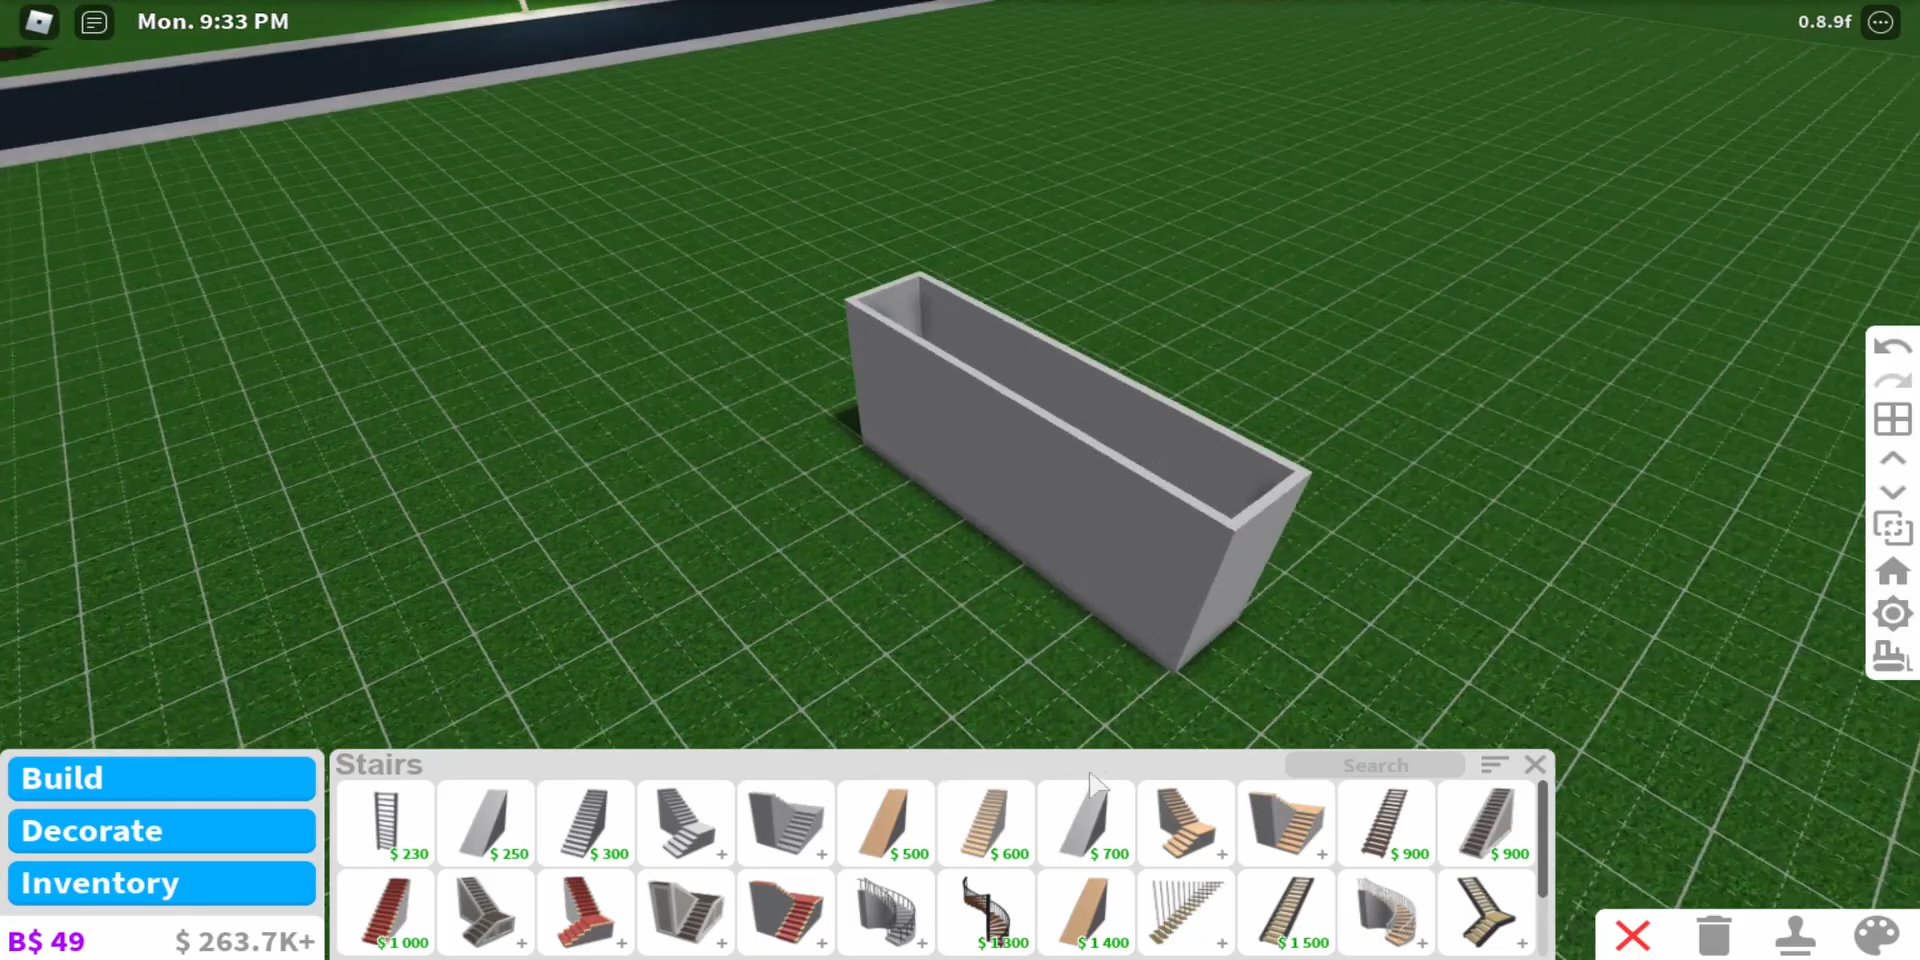 Mon. 9:33 PM
0.8.9f
Stairs
Search
Build
Decorate
Inventory
B$ 49
$ 263.7K+
$ 230
$ 250
$ 300
+
+
$ 500
$ 600
$ 700
+
+
$ 900
$ 900
$ 1 000
+
+
+
+
+
$ 1 300
$ 1 400
+
$ 1 500
+
+